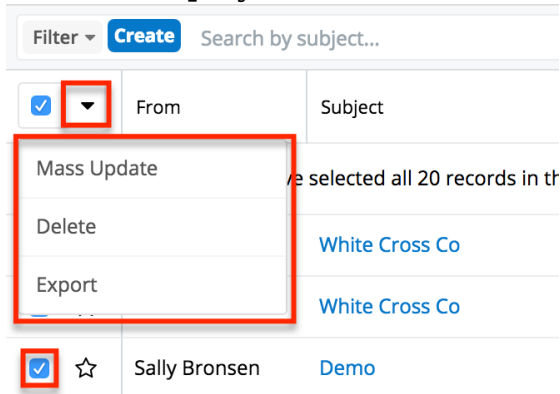 Filter Create Search by subject...
From Subject
Mass Update
selected all 20 records in
Delete
White Cross Co
Export
White Cross Co
Sally Bronsen Demo